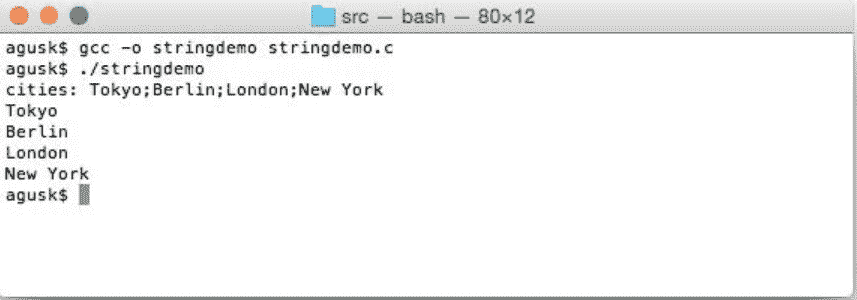 src — bash — 80×12
agusk$ gcc -o stringdemo stringdemo.c
agusk$ ./stringdemo
cities: Tokyo;Berlin;London;New York
Tokyo
Berlin
London
New York
agusk$